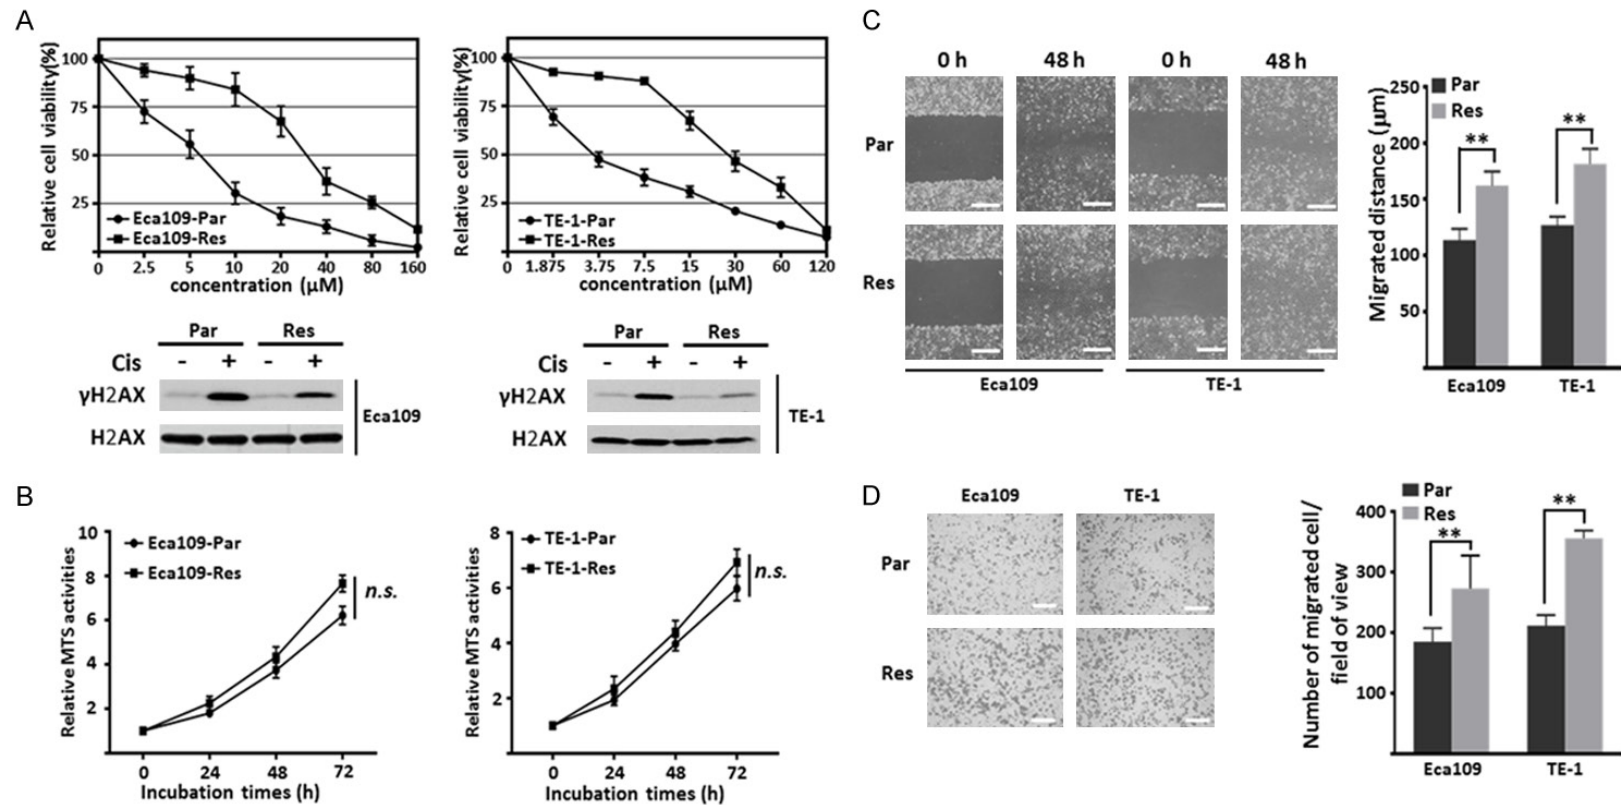 A
Relative cell viability(%)
100
75
50
25
Eca109-Par
Eca109-Res
0 2.5 5 10 20 40 80 160
concentration (μM)
Relative cell viability(%)
100
75
50
25
TE-1-Par
TE-1-Res
0 1.875 3.75 7.5 15 30 60 120
concentration (μM)
Par Res
Cis - + - +
γH2AX
H2AX
Eca109
Par Res
Cis - + - +
γH2AX
H2AX
TE-1
B
Relative MTS activities
10
8
6
4
2
Eca109-Par
Eca109-Res
n.s.
0 24 48 72
Incubation times (h)
Relative MTS activities
8
6
4
2
TE-1-Par
TE-1-Res
n.s.
0 24 48 72
Incubation times (h)
C
0 h 48 h 0 h 48 h
Par
Res
Eca109 TE-1
Migrated distance (μm)
250
200
150
100
50
Par
Res
** **
Eca109 TE-1
D
Eca109 TE-1
Par
Res
Number of migrated cell/
field of view
400
300
200
100
Par
Res
** **
Eca109 TE-1